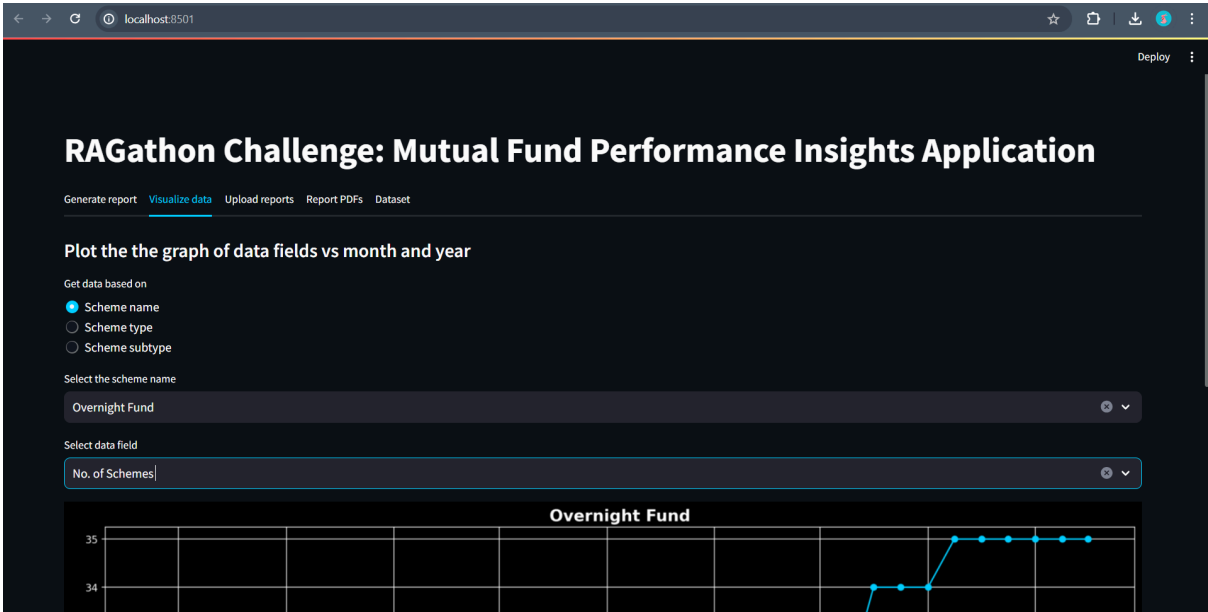 localhost:8501
Deploy
RAGathon Challenge: Mutual Fund Performance Insights Application
Generate report Visualize data Upload reports Report PDFs Dataset
Plot the the graph of data fields vs month and year
Get data based on
Scheme name
Scheme type
Scheme subtype
Select the scheme name
Overnight Fund
Select data field
No. of Schemes
Overnight Fund
35
34